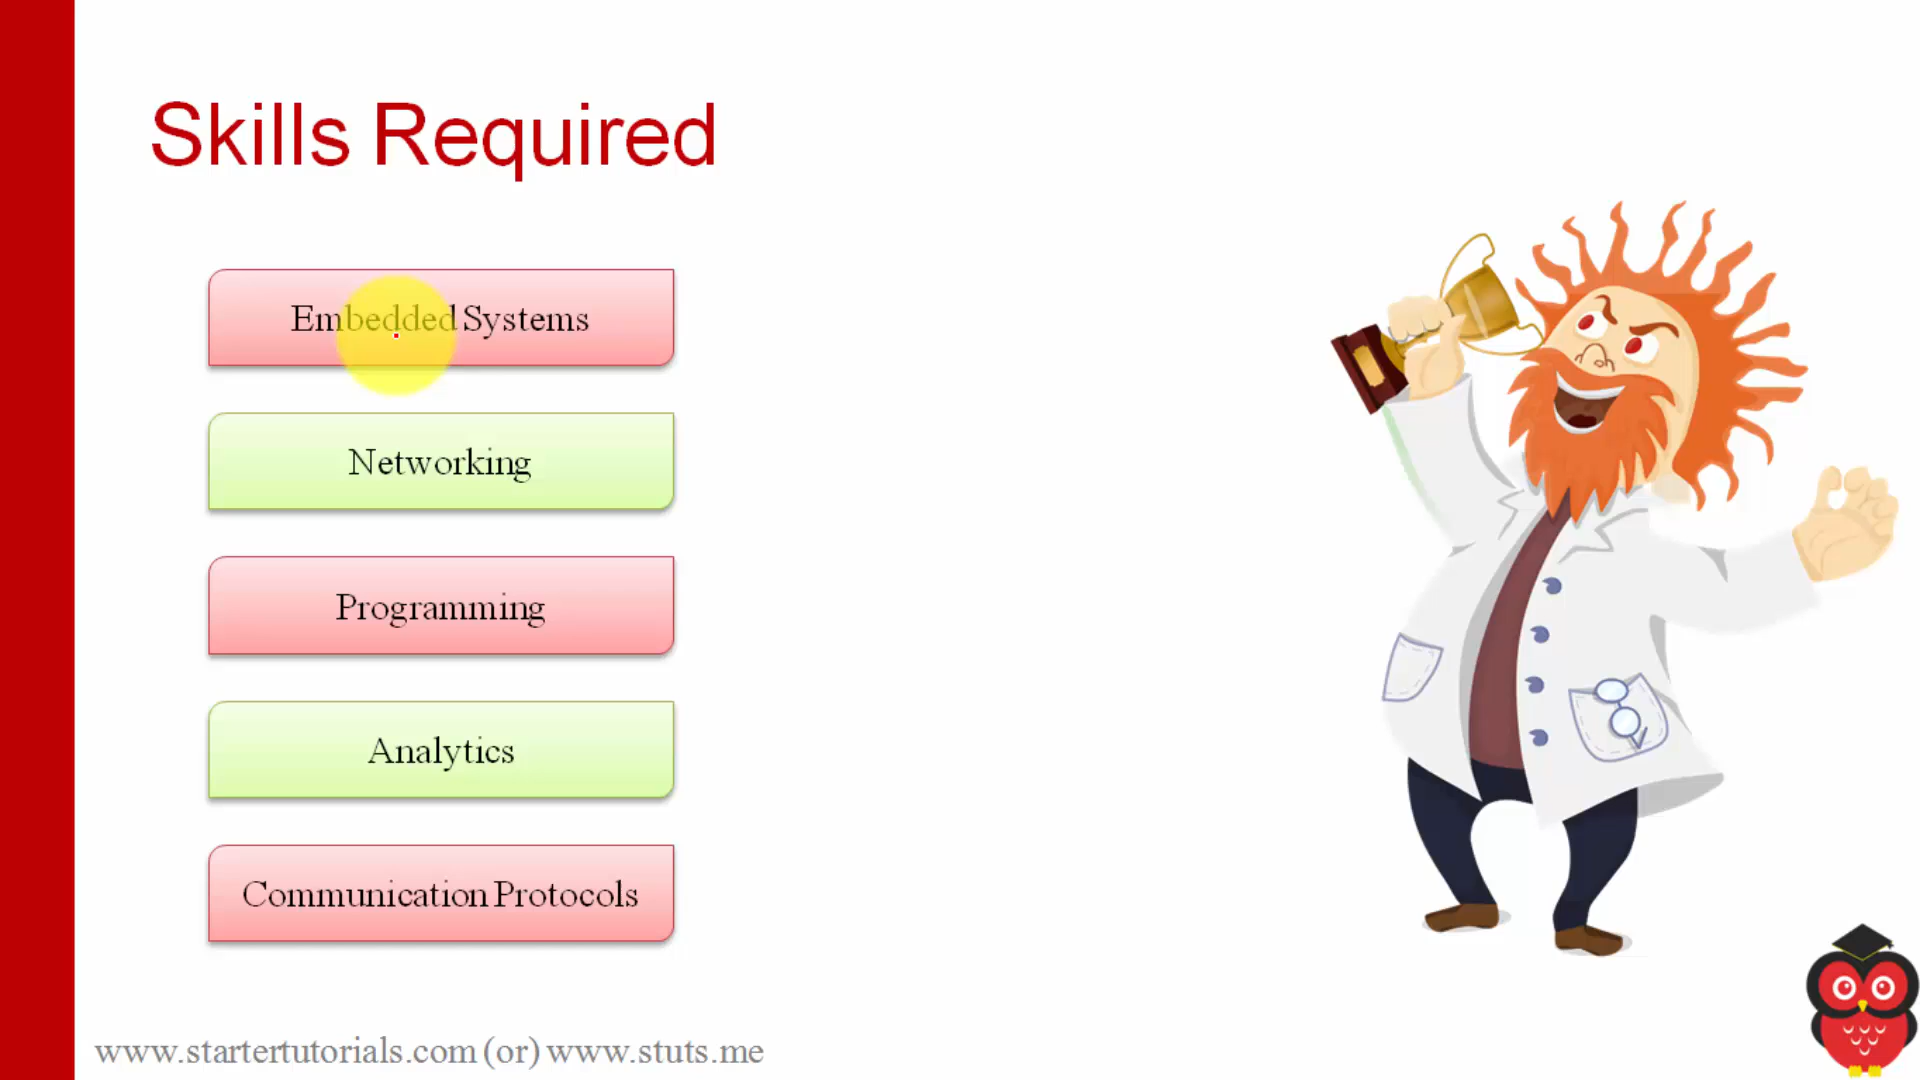 Skills Required
Embedded Systems
Networking
Programming
Analytics
Communication Protocols
www.startertutorials.com (or) www.stuts.me